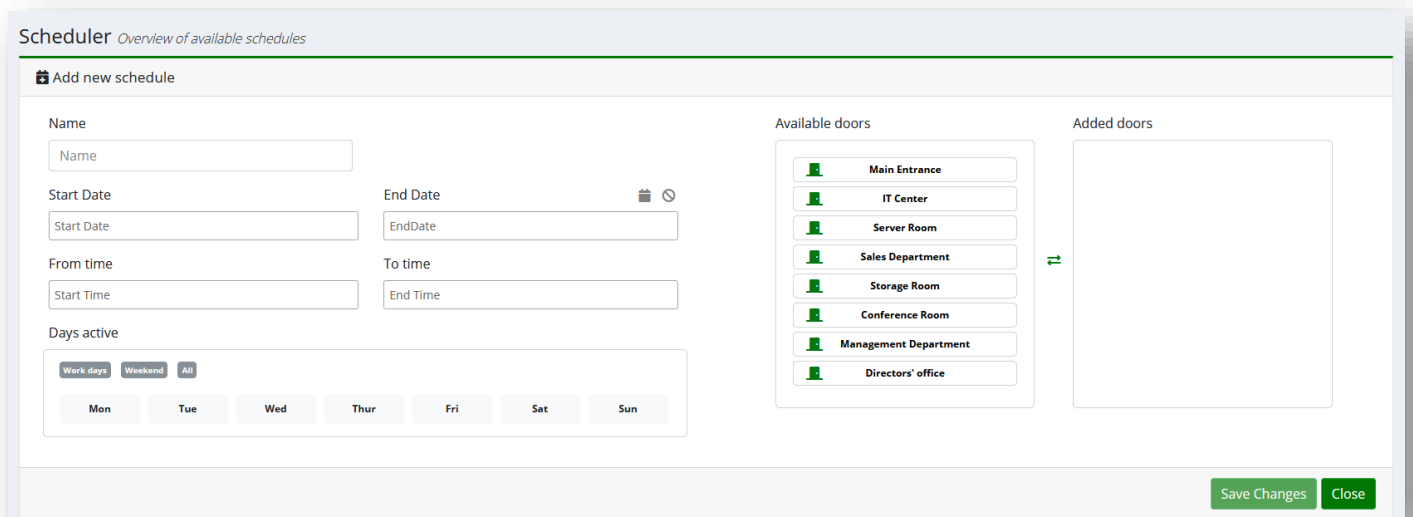 Scheduler Overview of available schedules
Add new schedule
Name
Name
Start Date
End Date
Start Date
EndDate
From time
To time
Start Time
End Time
Days active
Work days Weekend All
Mon Tue Wed Thur Fri Sat Sun
Available doors
Main Entrance
IT Center
Server Room
Sales Department
Storage Room
Conference Room
Management Department
Directors' office
Added doors
Save Changes Close